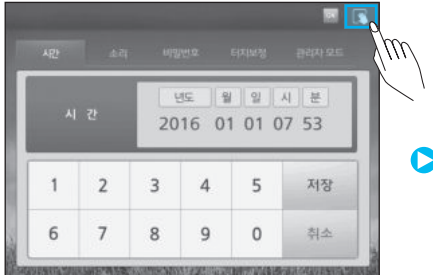 시간 소리 비밀번호 터치보정 관리자 모드
시 간
년도 월 일 시 분
2016 01 01 07 53
1 2 3 4 5 저장
6 7 8 9 0 취소